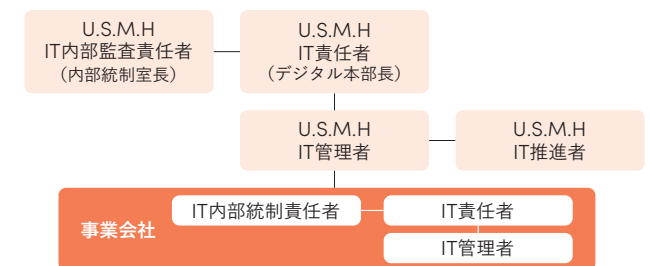 U.S.M.H
IT内部監査責任者
（内部統制室長）
U.S.M.H
IT責任者
（デジタル本部長）
U.S.M.H
IT管理者
U.S.M.H
IT推進者
事業会社
IT内部統制責任者
IT責任者
IT管理者